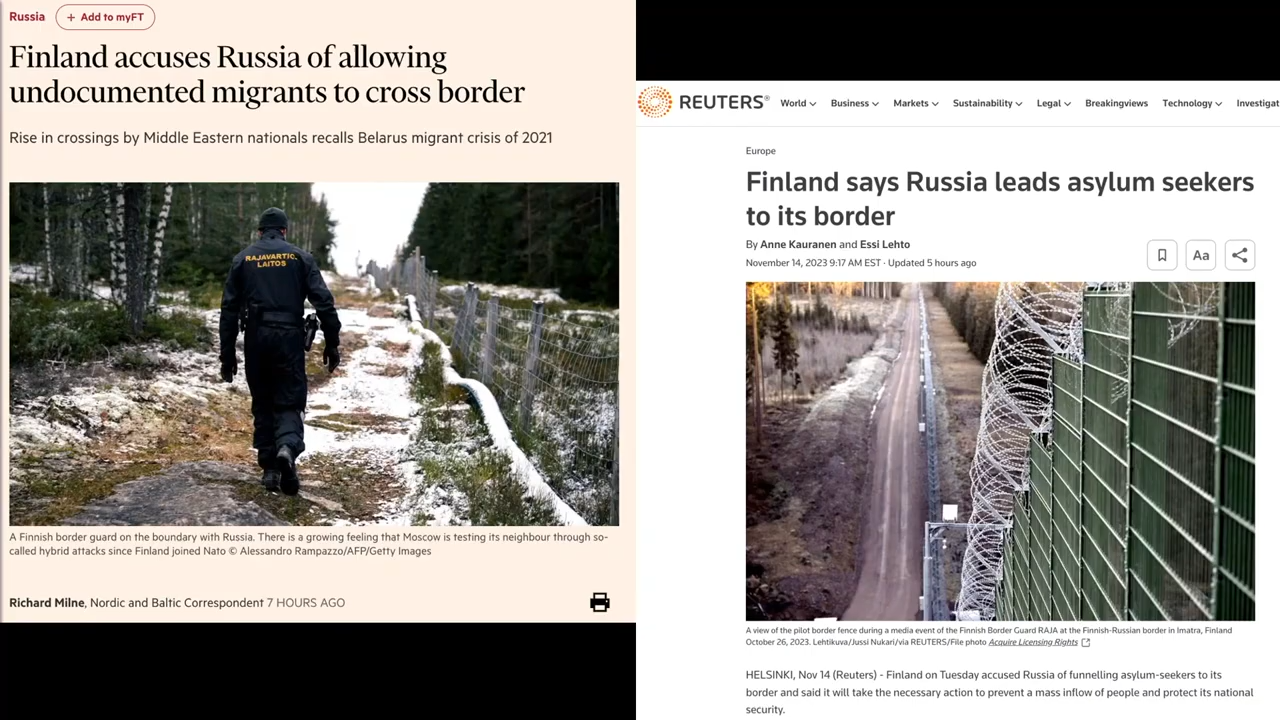 Russia
+ Add to myFT
Finland accuses Russia of allowing
undocumented migrants to cross border
Rise in crossings by Middle Eastern nationals recalls Belarus migrant crisis of 2021
RAJAVARTIO.
LAITOS
A Finnish border guard on the boundary with Russia. There is a growing feeling that Moscow is testing its neighbour through so-
called hybrid attacks since Finland joined Nato © Alessandro Rampazzo/AFP/Getty Images
Richard Milne, Nordic and Baltic Correspondent 7 HOURS AGO
REUTERS®
World Business Markets Sustainability Legal Breakingviews Technology Investigat
Europe
Finland says Russia leads asylum seekers
to its border
By Anne Kauranen and Essi Lehto
November 14, 2023 9:17 AM EST · Updated 5 hours ago
Aa
A view of the pilot border fence during a media event of the Finnish Border Guard RAJA at the Finnish-Russian border in Imatra, Finland
October 26, 2023. Lehtikuva/Jussi Nukari/via REUTERS/File photo Acquire Licensing Rights
HELSINKI, Nov 14 (Reuters) - Finland on Tuesday accused Russia of funnelling asylum-seekers to its
border and said it will take the necessary action to prevent a mass inflow of people and protect its national
security.